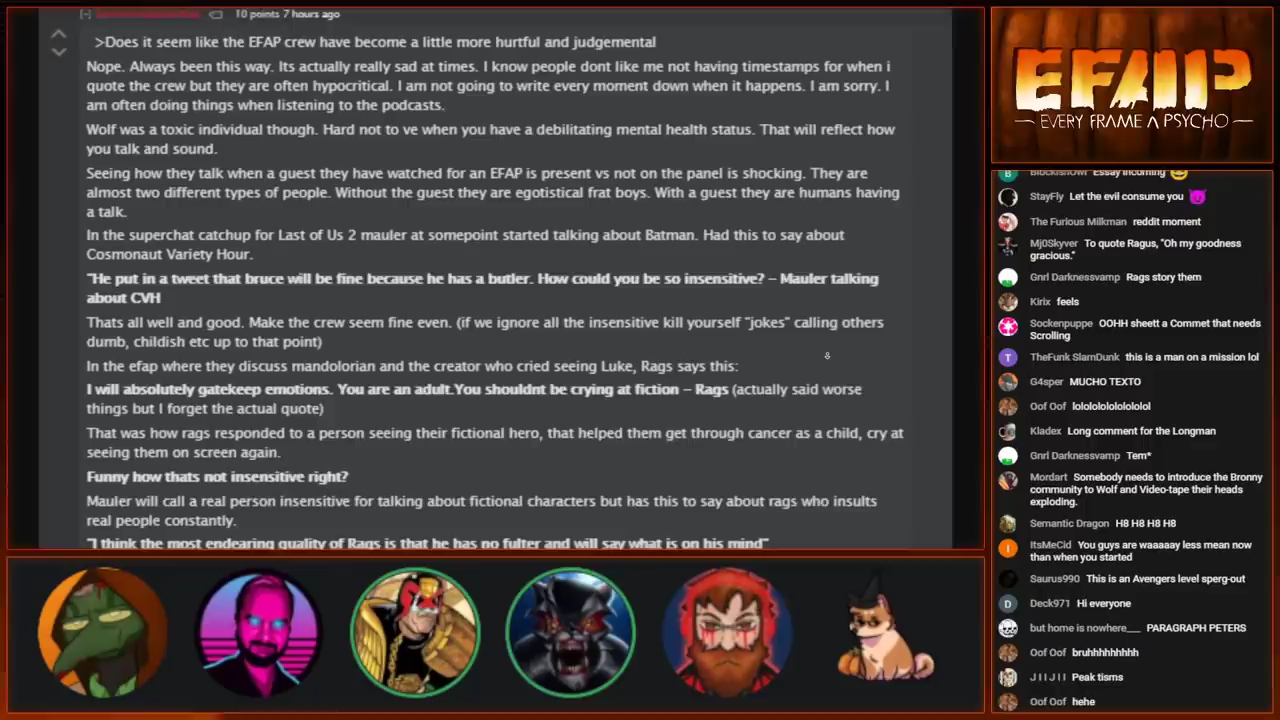 [-]
10 points 7 hours ago
>Does it seem like the EFAP crew have become a little more hurtful and judgemental
Nope. Always been this way. Its actually really sad at times. I know people dont like me not having timestamps for when i
quote the crew but they are often hypocritical. I am not going to write every moment down when it happens. I am sorry. I
am often doing things when listening to the podcasts.
Wolf was a toxic individual though. Hard not to ve when you have a debilitating mental health status. That will reflect how
you talk and sound.
Seeing how they talk when a guest they have watched for an EFAP is present vs not on the panel is shocking. They are
almost two different types of people. Without the guest they are egotistical frat boys. With a guest they are humans having
a talk.
In the superchat catchup for Last of Us 2 mauler at somepoint started talking about Batman. Had this to say about
Cosmonaut Variety Hour.
"He put in a tweet that bruce will be fine because he has a butler. How could you be so insensitive? – Mauler talking
about CVH
Thats all well and good. Make the crew seem fine even. (if we ignore all the insensitive kill yourself "jokes" calling others
dumb, childish etc up to that point)
In the efap where they discuss mandolorian and the creator who cried seeing Luke, Rags says this:
I will absolutely gatekeep emotions. You are an adult.You shouldnt be crying at fiction – Rags (actually said worse
things but I forget the actual quote)
That was how rags responded to a person seeing their fictional hero, that helped them get through cancer as a child, cry at
seeing them on screen again.
Funny how thats not insensitive right?
Mauler will call a real person insensitive for talking about fictional characters but has this to say about rags who insults
real people constantly.
"I think the most endearing quality of Rags is that he has no fulter and will say what is on his mind"
EFAP
EVERY FRAME A PSYCHO
B
Essay incoming
StayFly Let the evil consume you
The Furious Milkman reddit moment
Mj0Skyver To quote Ragus, "Oh my goodness
gracious."
Gnrl Darknessvamp Rags story them
Kirix feels
Sockenpuppe OOHH sheett a Commet that needs
Scrolling
T
TheFunk SlamDunk this is a man on a mission lol
G4sper MUCHO TEXTO
Oof Oof lolololololololol
Kladex Long comment for the Longman
Gnrl Darknessvamp Tem*
Mordart Somebody needs to introduce the Bronny
community to Wolf and Video-tape their heads
exploding.
Semantic Dragon H8 H8 H8 H8
I
ItsMeCid You guys are waaaaay less mean now
than when you started
Saurus990 This is an Avengers level sperg-out
D
Deck971 Hi everyone
but home is nowhere___ PARAGRAPH PETERS
Oof Oof bruhhhhhhhhh
J I I J I I Peak tisms
Oof Oof hehe